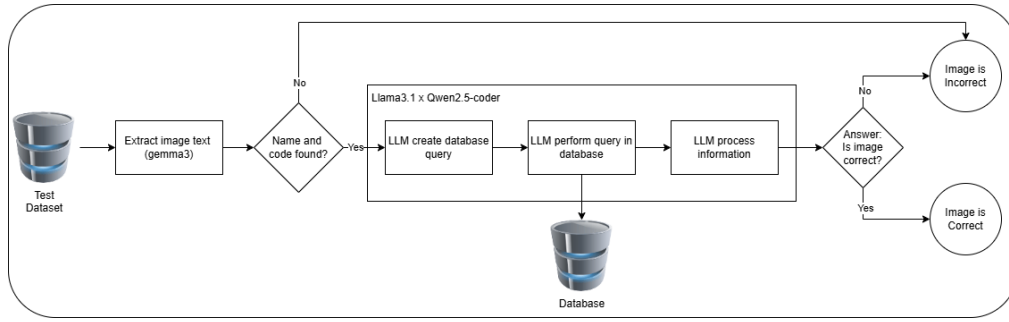 Test
Dataset
Extract image text
(gemma3)
Name and
code found?
No
Yes
Llama3.1 x Qwen2.5-coder
LLM create database
query
LLM perform query in
database
LLM process
information
Database
Answer:
Is image
correct?
No
Yes
Image is
Incorrect
Image is
Correct